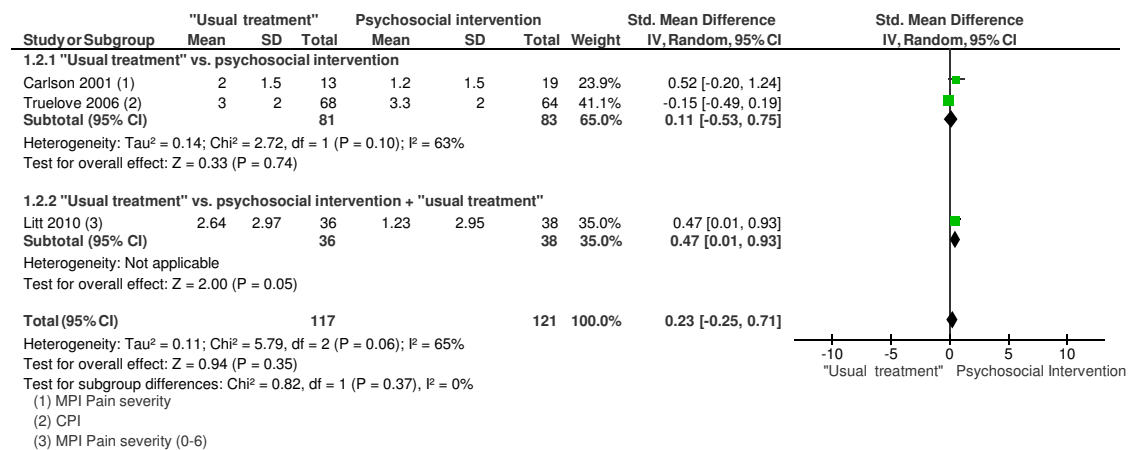 "Usual treatment" Psychosocial intervention Std. Mean Difference Std. Mean Difference
Study or Subgroup Mean SD Total Mean SD Total Weight IV, Random, 95% CI IV, Random, 95% CI
1.2.1 "Usual treatment" vs. psychosocial intervention
Carlson 2001 (1) 2 1.5 13 1.2 1.5 19 23.9% 0.52 [-0.20, 1.24]
Truelove 2006 (2) 3 2 68 3.3 2 64 41.1% -0.15 [-0.49, 0.19]
Subtotal (95% CI) 81 83 65.0% 0.11 [-0.53, 0.75]
Heterogeneity: Tau² = 0.14; Chi² = 2.72, df = 1 (P = 0.10); I² = 63%
Test for overall effect: Z = 0.33 (P = 0.74)
1.2.2 "Usual treatment" vs. psychosocial intervention + "usual treatment"
Litt 2010 (3) 2.64 2.97 36 1.23 2.95 38 35.0% 0.47 [0.01, 0.93]
Subtotal (95% CI) 36 38 35.0% 0.47 [0.01, 0.93]
Heterogeneity: Not applicable
Test for overall effect: Z = 2.00 (P = 0.05)
Total (95% CI) 117 121 100.0% 0.23 [-0.25, 0.71]
Heterogeneity: Tau² = 0.11; Chi² = 5.79, df = 2 (P = 0.06); I² = 65%
Test for overall effect: Z = 0.94 (P = 0.35)
Test for subgroup differences: Chi² = 0.82, df = 1 (P = 0.37), I² = 0%
(1) MPI Pain severity
(2) CPI
(3) MPI Pain severity (0-6)
-10 -5 0 5 10
"Usual treatment" Psychosocial Intervention